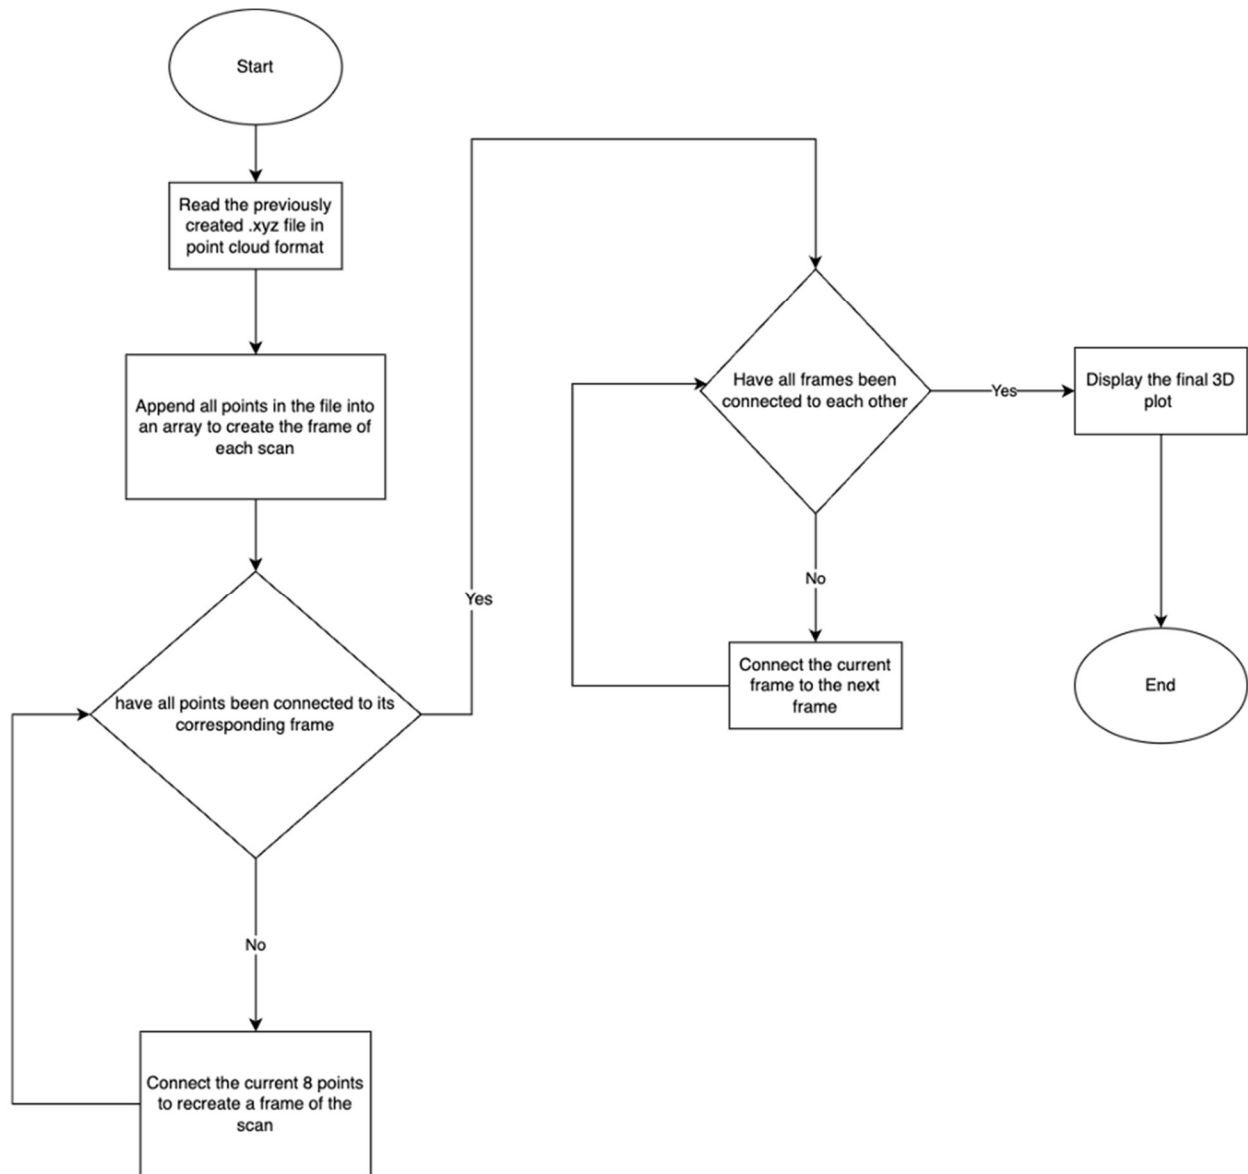 Start
Read the previously
created .xyz file in
point cloud format
Append all points in the file into
an array to create the frame of
each scan
have all points been connected to its
corresponding frame
Yes
No
Connect the current 8 points
to recreate a frame of the
scan
Have all frames been
connected to each other
Yes
No
Connect the current
frame to the next
frame
Display the final 3D
plot
End